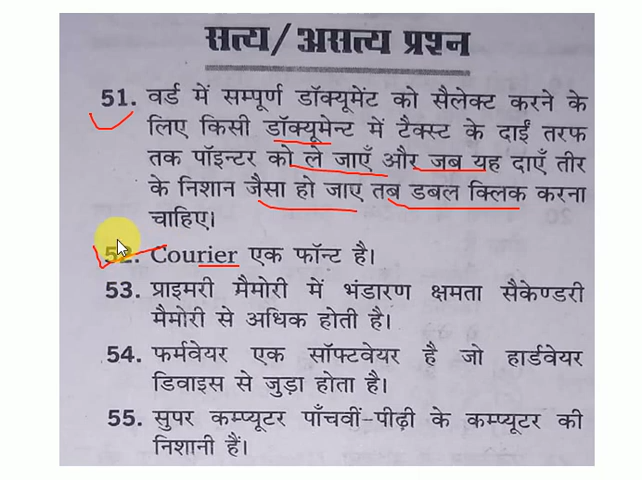 सत्य/असत्य प्रश्न
51. वर्ड में सम्पूर्ण डॉक्यूमेंट को सैलेक्ट करने के
लिए किसी डॉक्यूमेन्ट में टैक्स्ट के दाईं तरफ
तक पॉइन्टर को ले जाएँ और जब यह दाएँ तीर
के निशान जैसा हो जाए तब डबल क्लिक करना
चाहिए।
52. Courier एक फॉन्ट है।
53. प्राइमरी मैमोरी में भंडारण क्षमता सैकेण्डरी
मैमोरी से अधिक होती है।
54. फर्मवेयर एक सॉफ्टवेयर है जो हार्डवेयर
डिवाइस से जुड़ा होता है।
55. सुपर कम्प्यूटर पाँचवीं-पीढ़ी के कम्प्यूटर की
निशानी हैं।